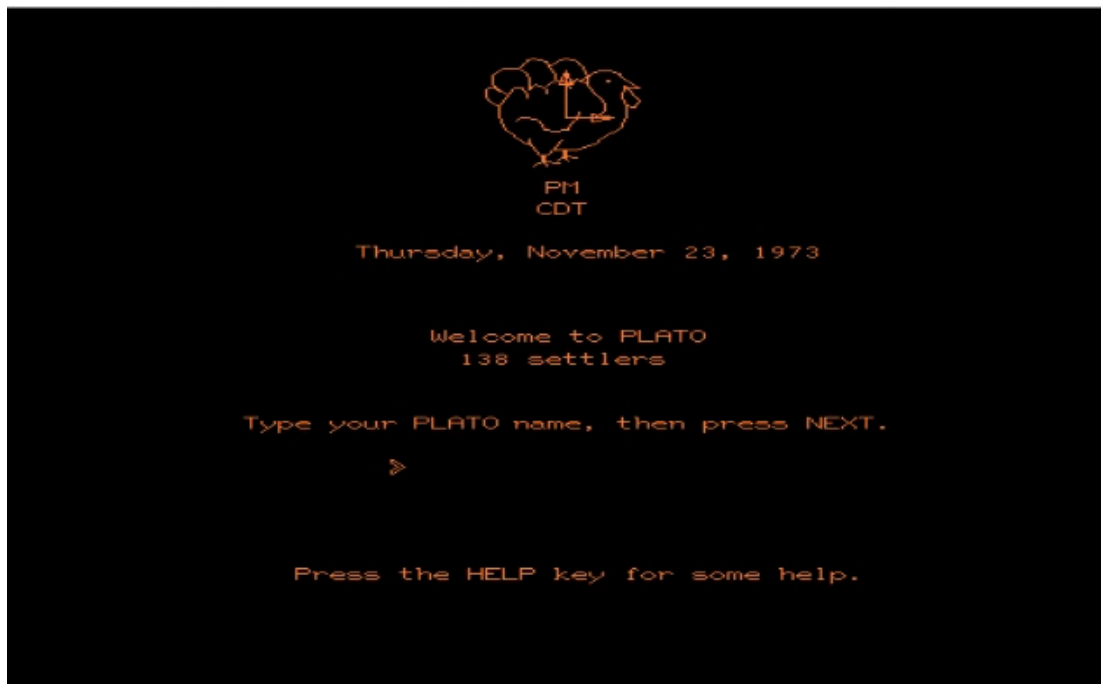 PM
CDT
Thursday, November 23, 1973
Welcome to PLATO
138 settlers
Type your PLATO name, then press NEXT.
>
Press the HELP key for some help.